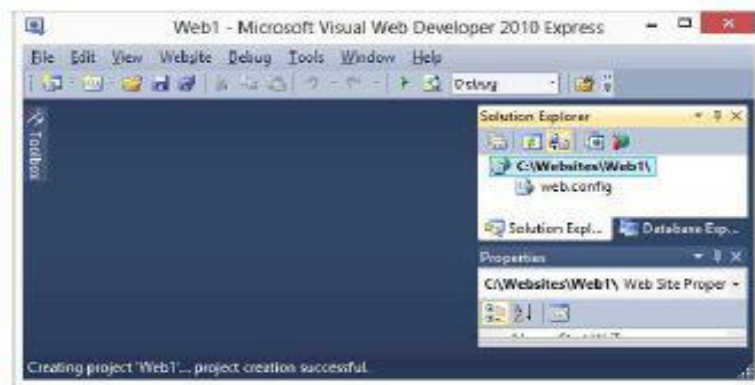 Web1 - Microsoft Visual Web Developer 2010 Express
File Edit View Website Debug Tools Window Help
Debug
Toolbox
Solution Explorer
C:\Websites\Web1\
web.config
Solution Expl... Database Exp...
Properties
C:\Websites\Web1\ Web Site Proper
Creating project 'Web1'... project creation successful.